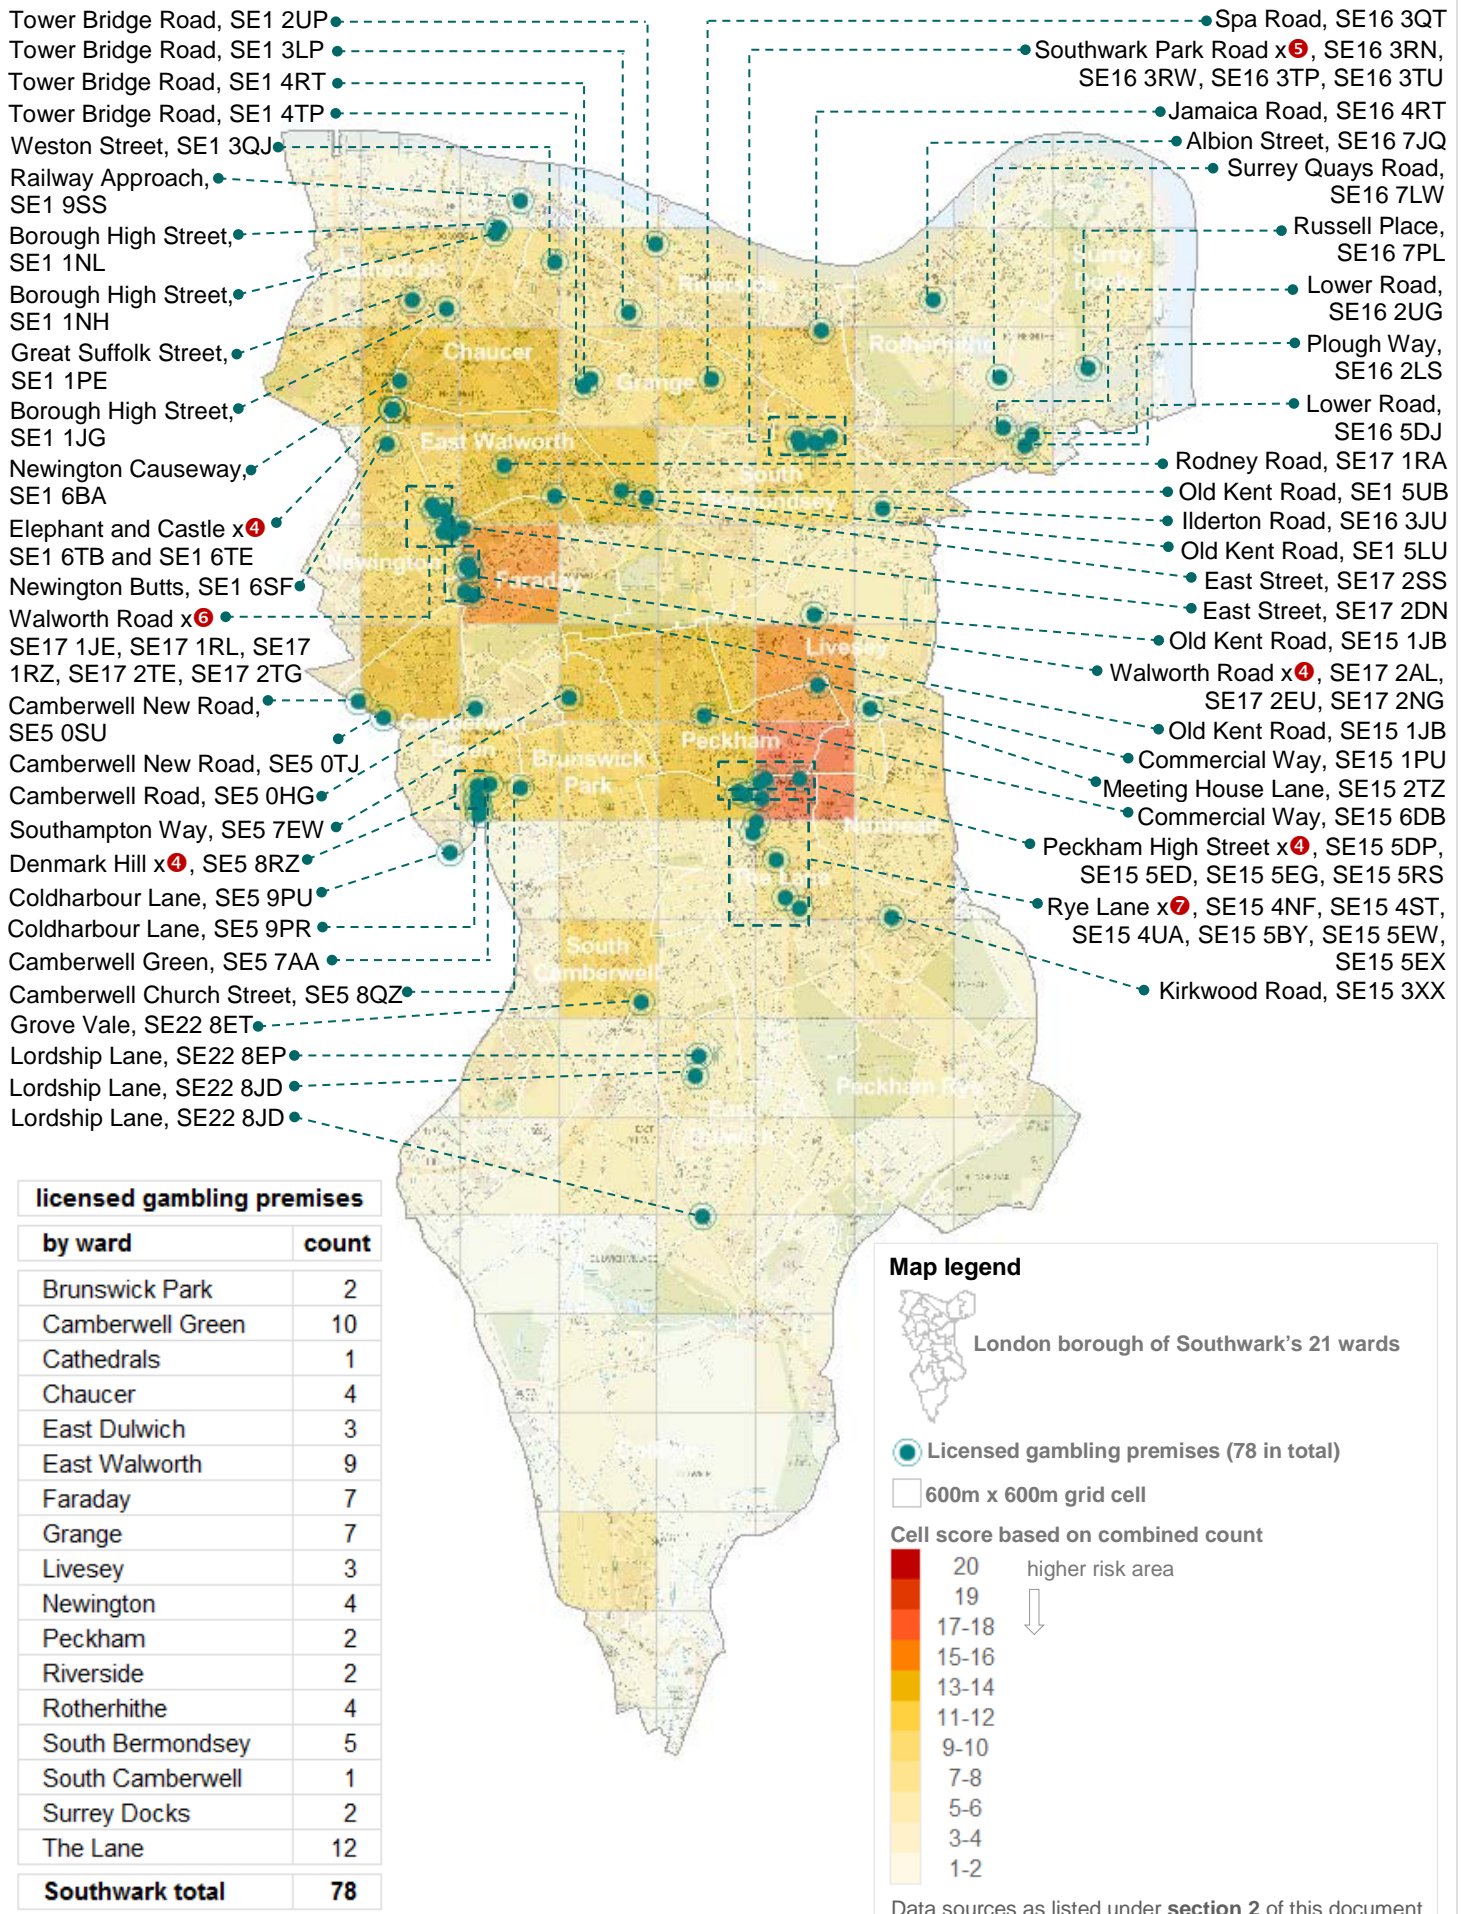 Tower Bridge Road, SE1 2UP
Tower Bridge Road, SE1 3LP
Tower Bridge Road, SE1 4RT
Tower Bridge Road, SE1 4TP
Weston Street, SE1 3QJ
Railway Approach,
SE1 9SS
Borough High Street,
SE1 1NL
Borough High Street,
SE1 1NH
Great Suffolk Street,
SE1 1PE
Borough High Street,
SE1 1JG
Newington Causeway,
SE1 6BA
Elephant and Castle x4
SE1 6TB and SE1 6TE
Newington Butts, SE1 6SF
Walworth Road x6
SE17 1JE, SE17 1RL, SE17
1RZ, SE17 2TE, SE17 2TG
Camberwell New Road,
SE5 0SU
Camberwell New Road, SE5 0TJ
Camberwell Road, SE5 0HG
Southampton Way, SE5 7EW
Denmark Hill x4, SE5 8RZ
Coldharbour Lane, SE5 9PU
Coldharbour Lane, SE5 9PR
Camberwell Green, SE5 7AA
Camberwell Church Street, SE5 8QZ
Grove Vale, SE22 8ET
Lordship Lane, SE22 8EP
Lordship Lane, SE22 8JD
Lordship Lane, SE22 8JD
Spa Road, SE16 3QT
Southwark Park Road x5, SE16 3RN,
SE16 3RW, SE16 3TP, SE16 3TU
Jamaica Road, SE16 4RT
Albion Street, SE16 7JQ
Surrey Quays Road,
SE16 7LW
Russell Place,
SE16 7PL
Lower Road,
SE16 2UG
Plough Way,
SE16 2LS
Lower Road,
SE16 5DJ
Rodney Road, SE17 1RA
Old Kent Road, SE1 5UB
Ilderton Road, SE16 3JU
Old Kent Road, SE1 5LU
East Street, SE17 2SS
East Street, SE17 2DN
Old Kent Road, SE15 1JB
Walworth Road x4, SE17 2AL,
SE17 2EU, SE17 2NG
Old Kent Road, SE15 1JB
Commercial Way, SE15 1PU
Meeting House Lane, SE15 2TZ
Commercial Way, SE15 6DB
Peckham High Street x4, SE15 5DP,
SE15 5ED, SE15 5EG, SE15 5RS
Rye Lane x7, SE15 4NF, SE15 4ST,
SE15 4UA, SE15 5BY, SE15 5EW,
SE15 5EX
Kirkwood Road, SE15 3XX
Cathedrals
Riverside
Surrey
Docks
Chaucer
Grange
Rotherhithe
East Walworth
South
Bermondsey
Newington
Faraday
Livesey
Camberwell
Green
Brunswick
Park
Peckham
Nunhead
The Lane
South
Camberwell
Peckham Rye
East
Dulwich
licensed gambling premises
by ward count
Brunswick Park 2
Camberwell Green 10
Cathedrals 1
Chaucer 4
East Dulwich 3
East Walworth 9
Faraday 7
Grange 7
Livesey 3
Newington 4
Peckham 2
Riverside 2
Rotherhithe 4
South Bermondsey 5
South Camberwell 1
Surrey Docks 2
The Lane 12
Southwark total 78
Map legend
London borough of Southwark's 21 wards
Licensed gambling premises (78 in total)
600m x 600m grid cell
Cell score based on combined count
20 higher risk area
19
17-18
15-16
13-14
11-12
9-10
7-8
5-6
3-4
1-2
Data sources as listed under section 2 of this document